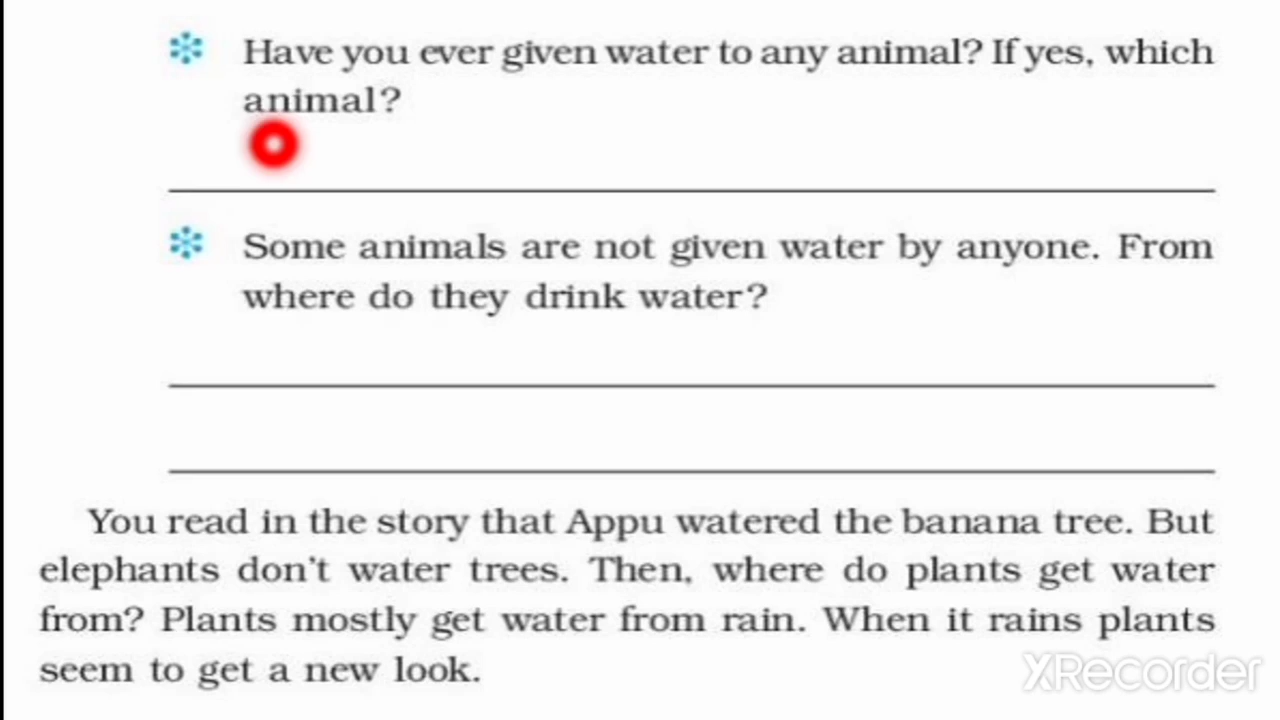 Have you ever given water to any animal? If yes, which
animal?
Some animals are not given water by anyone. From
where do they drink water?
You read in the story that Appu watered the banana tree. But
elephants don't water trees. Then, where do plants get water
from? Plants mostly get water from rain. When it rains plants
seem to get a new look.
XRecorder